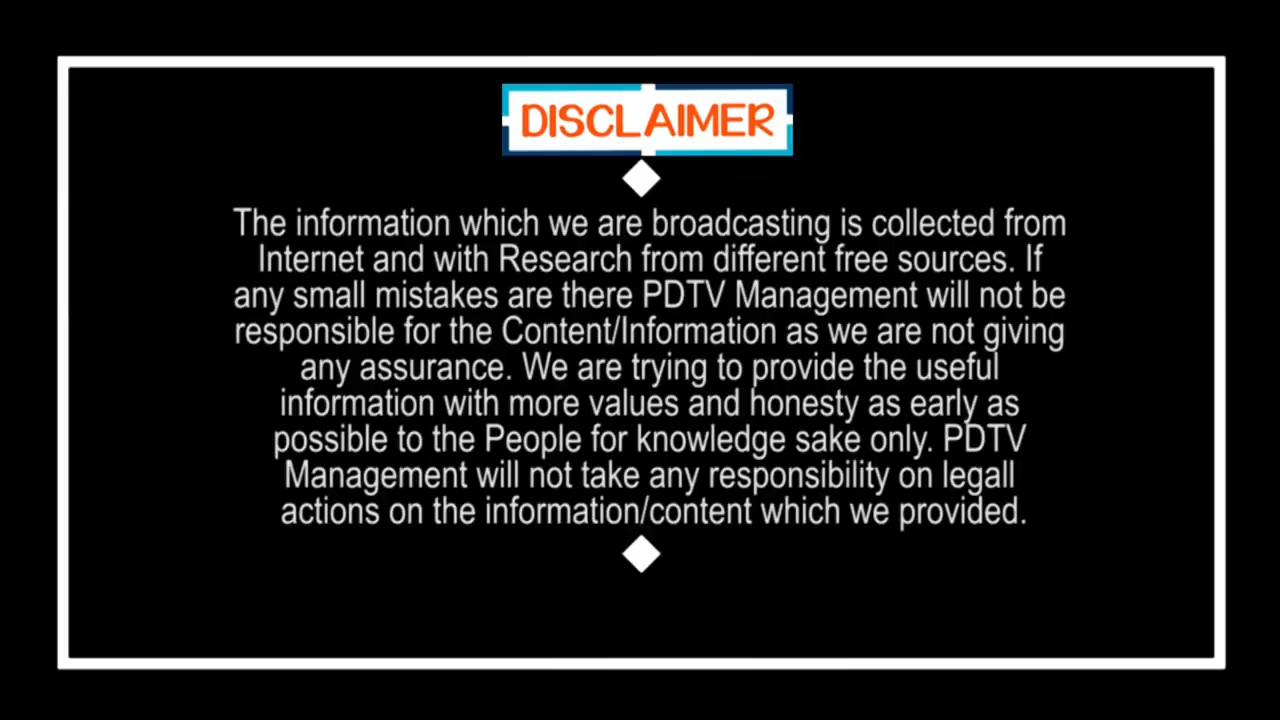 DISCLAIMER
The information which we are broadcasting is collected from
Internet and with Research from different free sources. If
any small mistakes are there PDTV Management will not be
responsible for the Content/Information as we are not giving
any assurance. We are trying to provide the useful
information with more values and honesty as early as
possible to the People for knowledge sake only. PDTV
Management will not take any responsibility on legall
actions on the information/content which we provided.